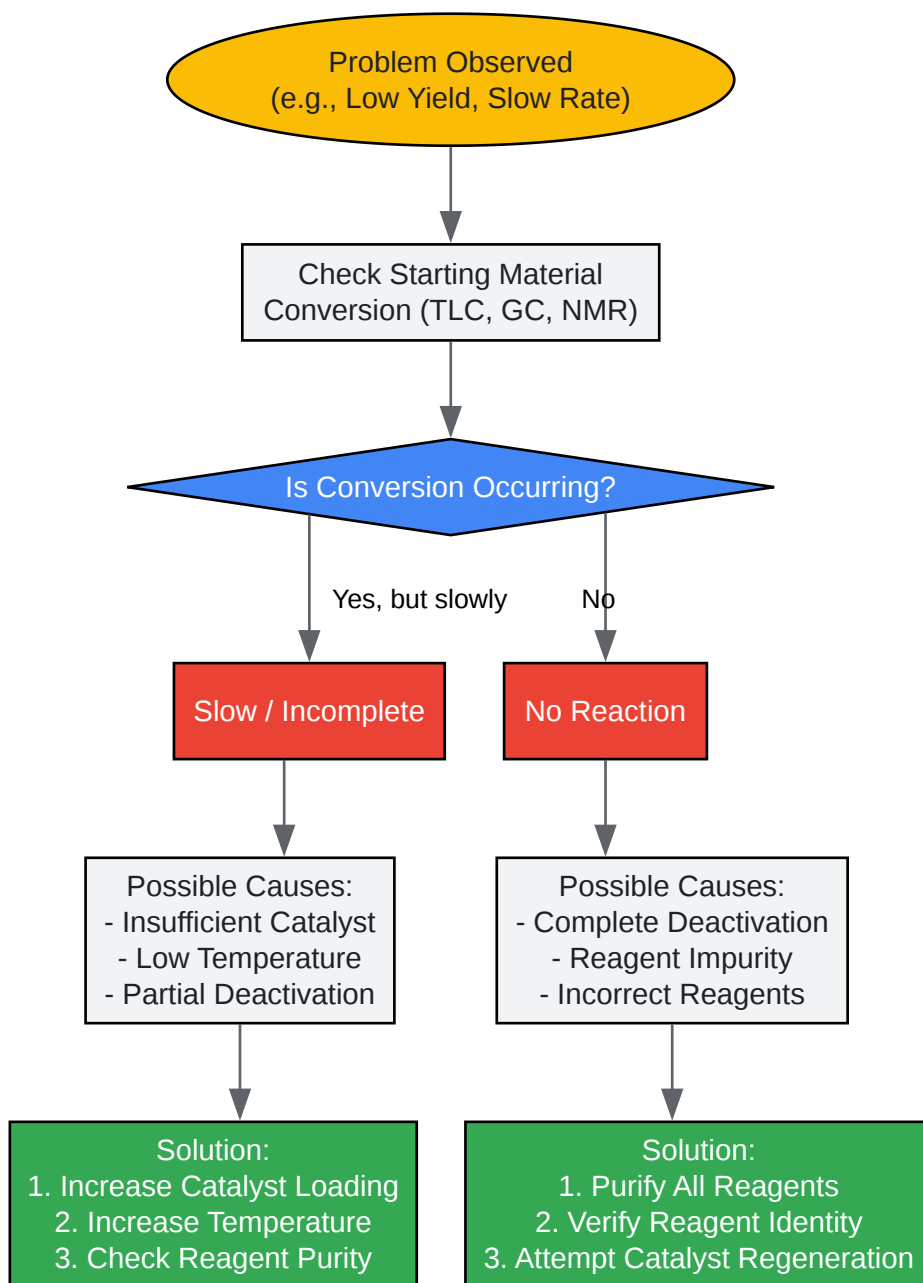 Problem Observed
(e.g., Low Yield, Slow Rate)
Check Starting Material
Conversion (TLC, GC, NMR)
Is Conversion Occurring?
Yes, but slowly
No
Slow / Incomplete
No Reaction
Possible Causes:
- Insufficient Catalyst
- Low Temperature
- Partial Deactivation
Possible Causes:
- Complete Deactivation
- Reagent Impurity
- Incorrect Reagents
Solution:
1. Increase Catalyst Loading
2. Increase Temperature
3. Check Reagent Purity
Solution:
1. Purify All Reagents
2. Verify Reagent Identity
3. Attempt Catalyst Regeneration